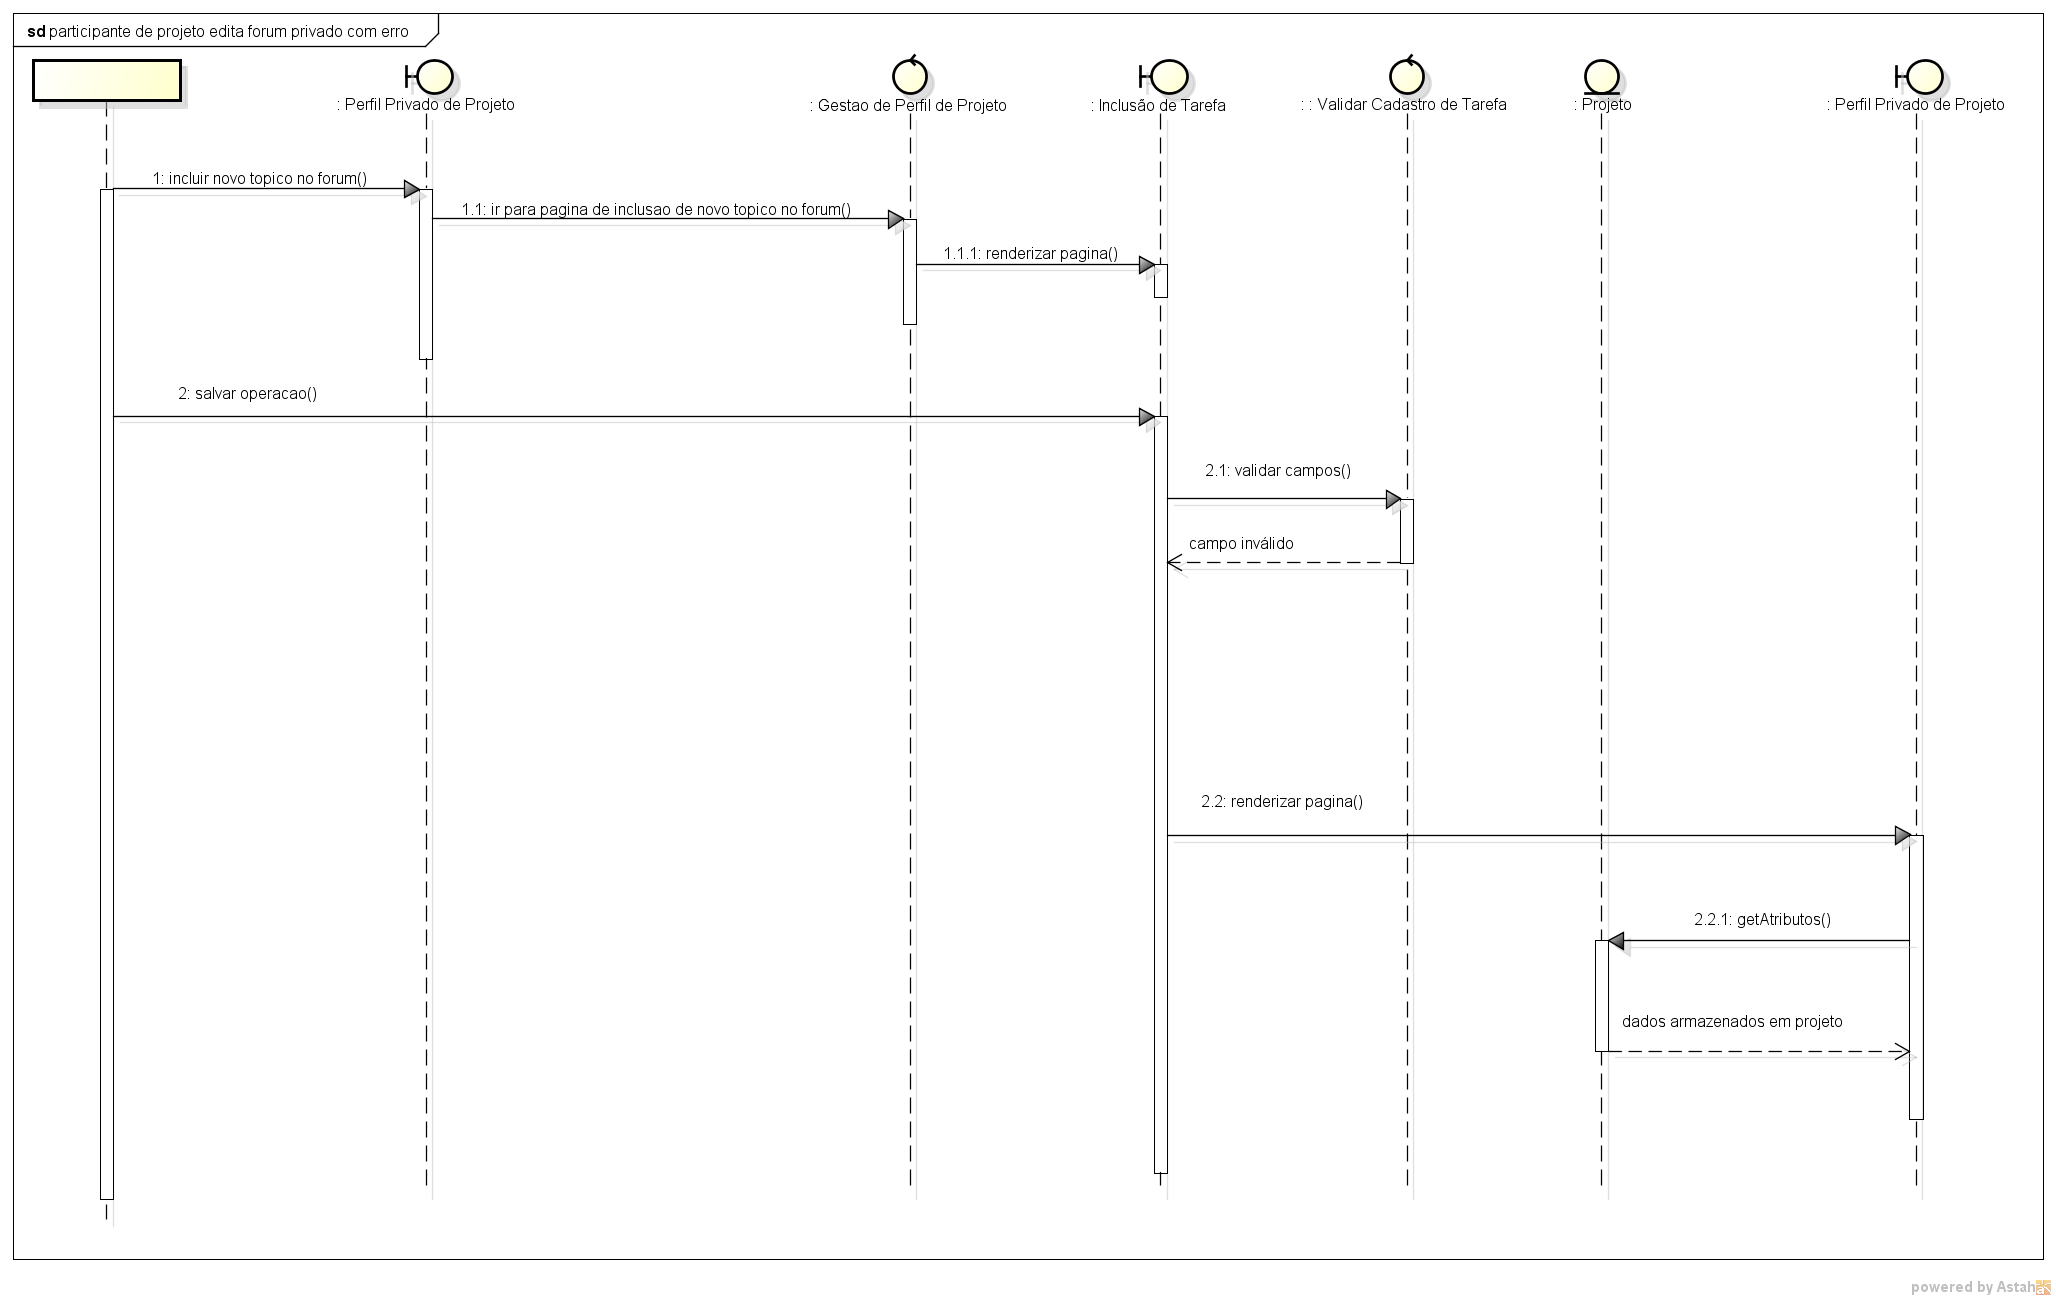 sd participante de projeto edita forum privado com erro
: Perfil Privado de Projeto
: Gestao de Perfil de Projeto
: Inclusão de Tarefa
: : Validar Cadastro de Tarefa
: Projeto
: Perfil Privado de Projeto
1: incluir novo topico no forum()
1.1: ir para pagina de inclusao de novo topico no forum()
1.1.1: renderizar pagina()
2: salvar operacao()
2.1: validar campos()
campo inválido
2.2: renderizar pagina()
2.2.1: getAtributos()
dados armazenados em projeto
powered by Astah